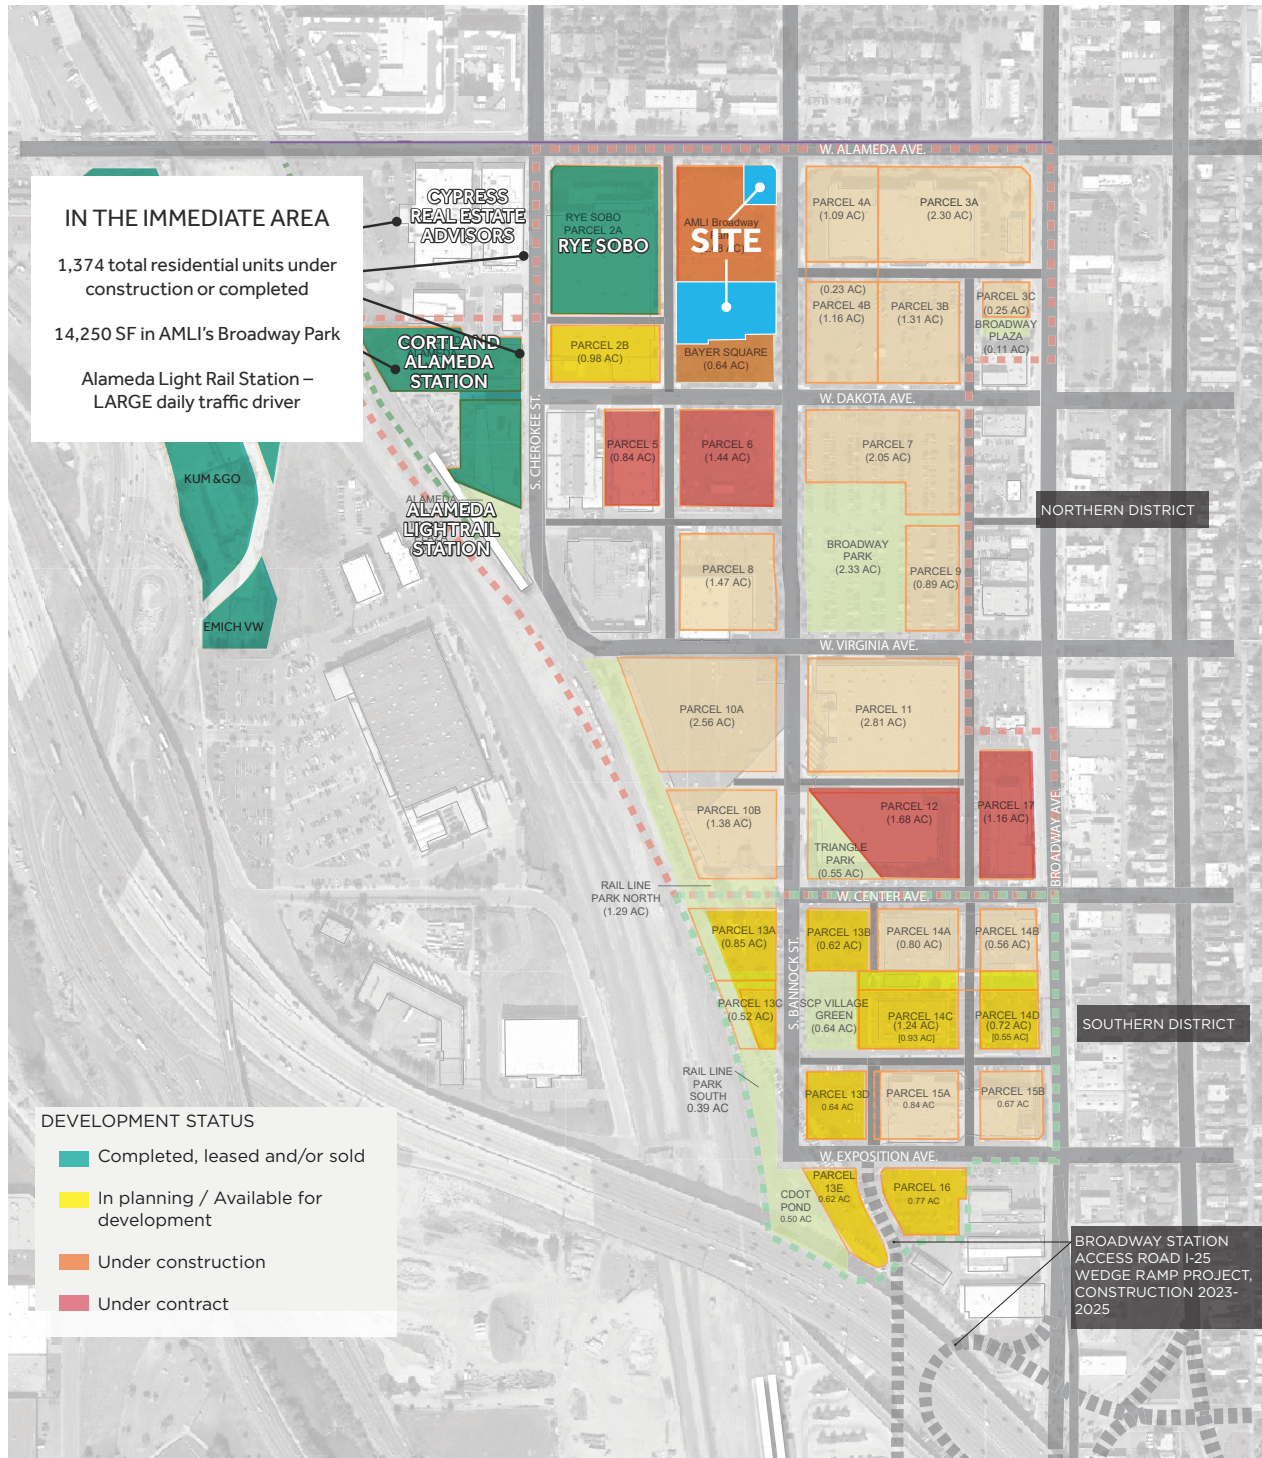 W. ALAMEDA AVE.
IN THE IMMEDIATE AREA
1,374 total residential units under
construction or completed
14,250 SF in AMLI's Broadway Park
Alameda Light Rail Station –
LARGE daily traffic driver
CYPRESS
REAL ESTATE
ADVISORS
RYE SOBO
PARCEL 2A
RYE SOBO
AMLI Broadway
SITE
PARCEL 4A
(1.09 AC)
PARCEL 3A
(2.30 AC)
(0.23 AC)
PARCEL 4B
(1.16 AC)
PARCEL 3B
(1.31 AC)
PARCEL 3C
(0.25 AC)
BROADWAY
PLAZA
(0.11 AC)
CORTLAND
ALAMEDA
STATION
PARCEL 2B
(0.98 AC)
BAYER SQUARE
(0.64 AC)
W. DAKOTA AVE.
S. CHEROKEE ST.
PARCEL 5
(0.84 AC)
PARCEL 6
(1.44 AC)
PARCEL 7
(2.05 AC)
KUM &GO
ALAMEDA
ALAMEDA
LIGHTRAIL
STATION
NORTHERN DISTRICT
BROADWAY
PARK
(2.33 AC)
PARCEL 8
(1.47 AC)
PARCEL 9
(0.89 AC)
EMICH VW
W. VIRGINIA AVE.
PARCEL 10A
(2.56 AC)
PARCEL 11
(2.81 AC)
PARCEL 10B
(1.38 AC)
PARCEL 12
(1.68 AC)
PARCEL 17
(1.16 AC)
BROADWAY AVE.
TRIANGLE
PARK
(0.55 AC)
RAIL LINE
PARK NORTH
(1.29 AC)
W. CENTER AVE.
PARCEL 13A
(0.85 AC)
PARCEL 13B
(0.62 AC)
PARCEL 14A
(0.80 AC)
PARCEL 14B
(0.56 AC)
S. BANNOCK ST.
PARCEL 13C
(0.52 AC)
SCP VILLAGE
GREEN
(0.64 AC)
PARCEL 14C
(1.24 AC)
[0.93 AC]
PARCEL 14D
(0.72 AC)
[0.55 AC]
SOUTHERN DISTRICT
RAIL LINE
PARK
SOUTH
0.39 AC
PARCEL 13D
0.64 AC
PARCEL 15A
0.84 AC
PARCEL 15B
0.67 AC
W. EXPOSITION AVE.
PARCEL
13E
0.62 AC
PARCEL 16
0.77 AC
CDOT
POND
0.50 AC
DEVELOPMENT STATUS
Completed, leased and/or sold
In planning / Available for
development
Under construction
Under contract
BROADWAY STATION
ACCESS ROAD I-25
WEDGE RAMP PROJECT,
CONSTRUCTION 2023-
2025